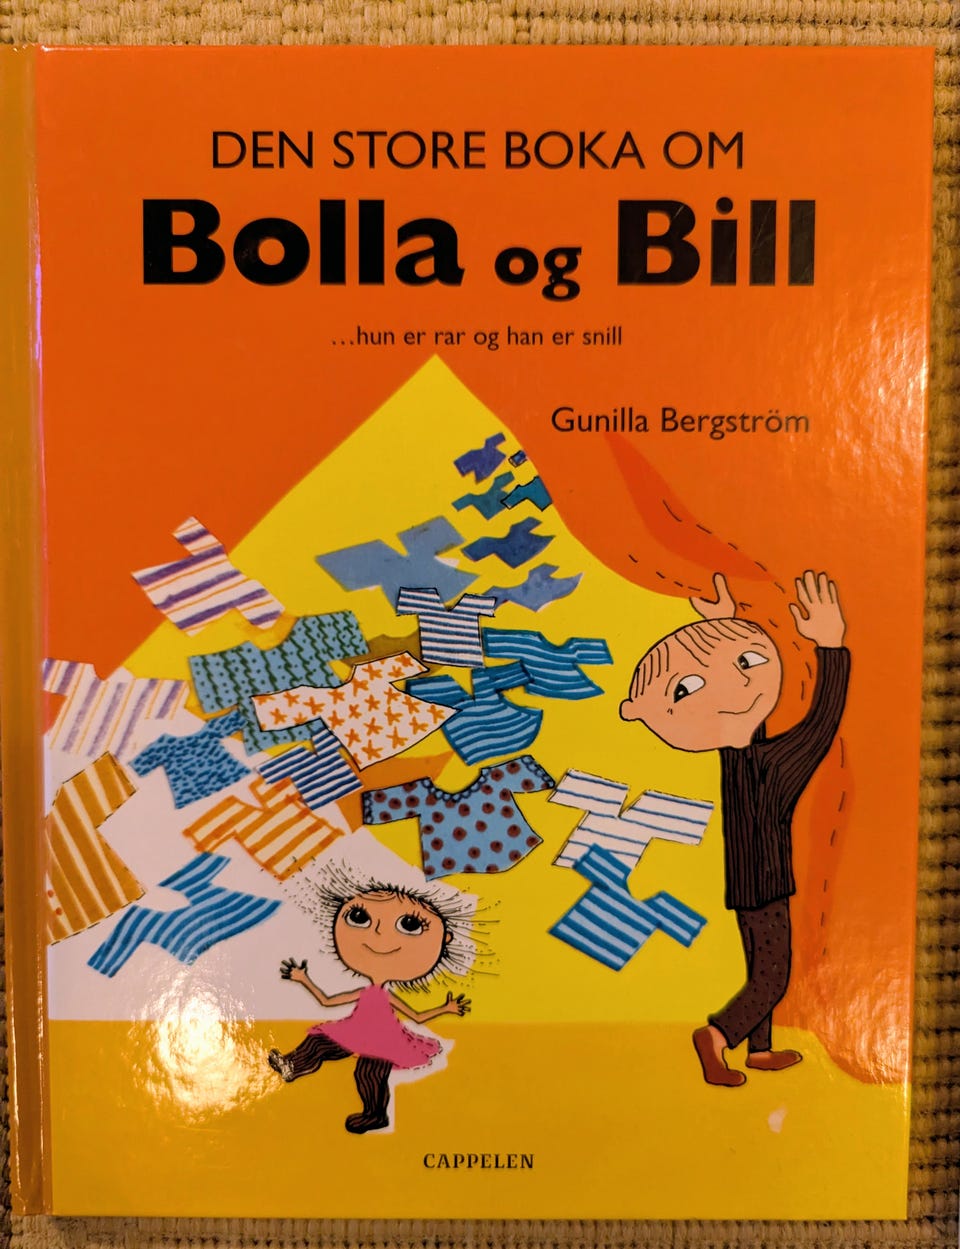 DEN STORE BOKA OM
Bolla og Bill
...hun er rar og han er snill
Gunilla Bergström
CAPPELEN